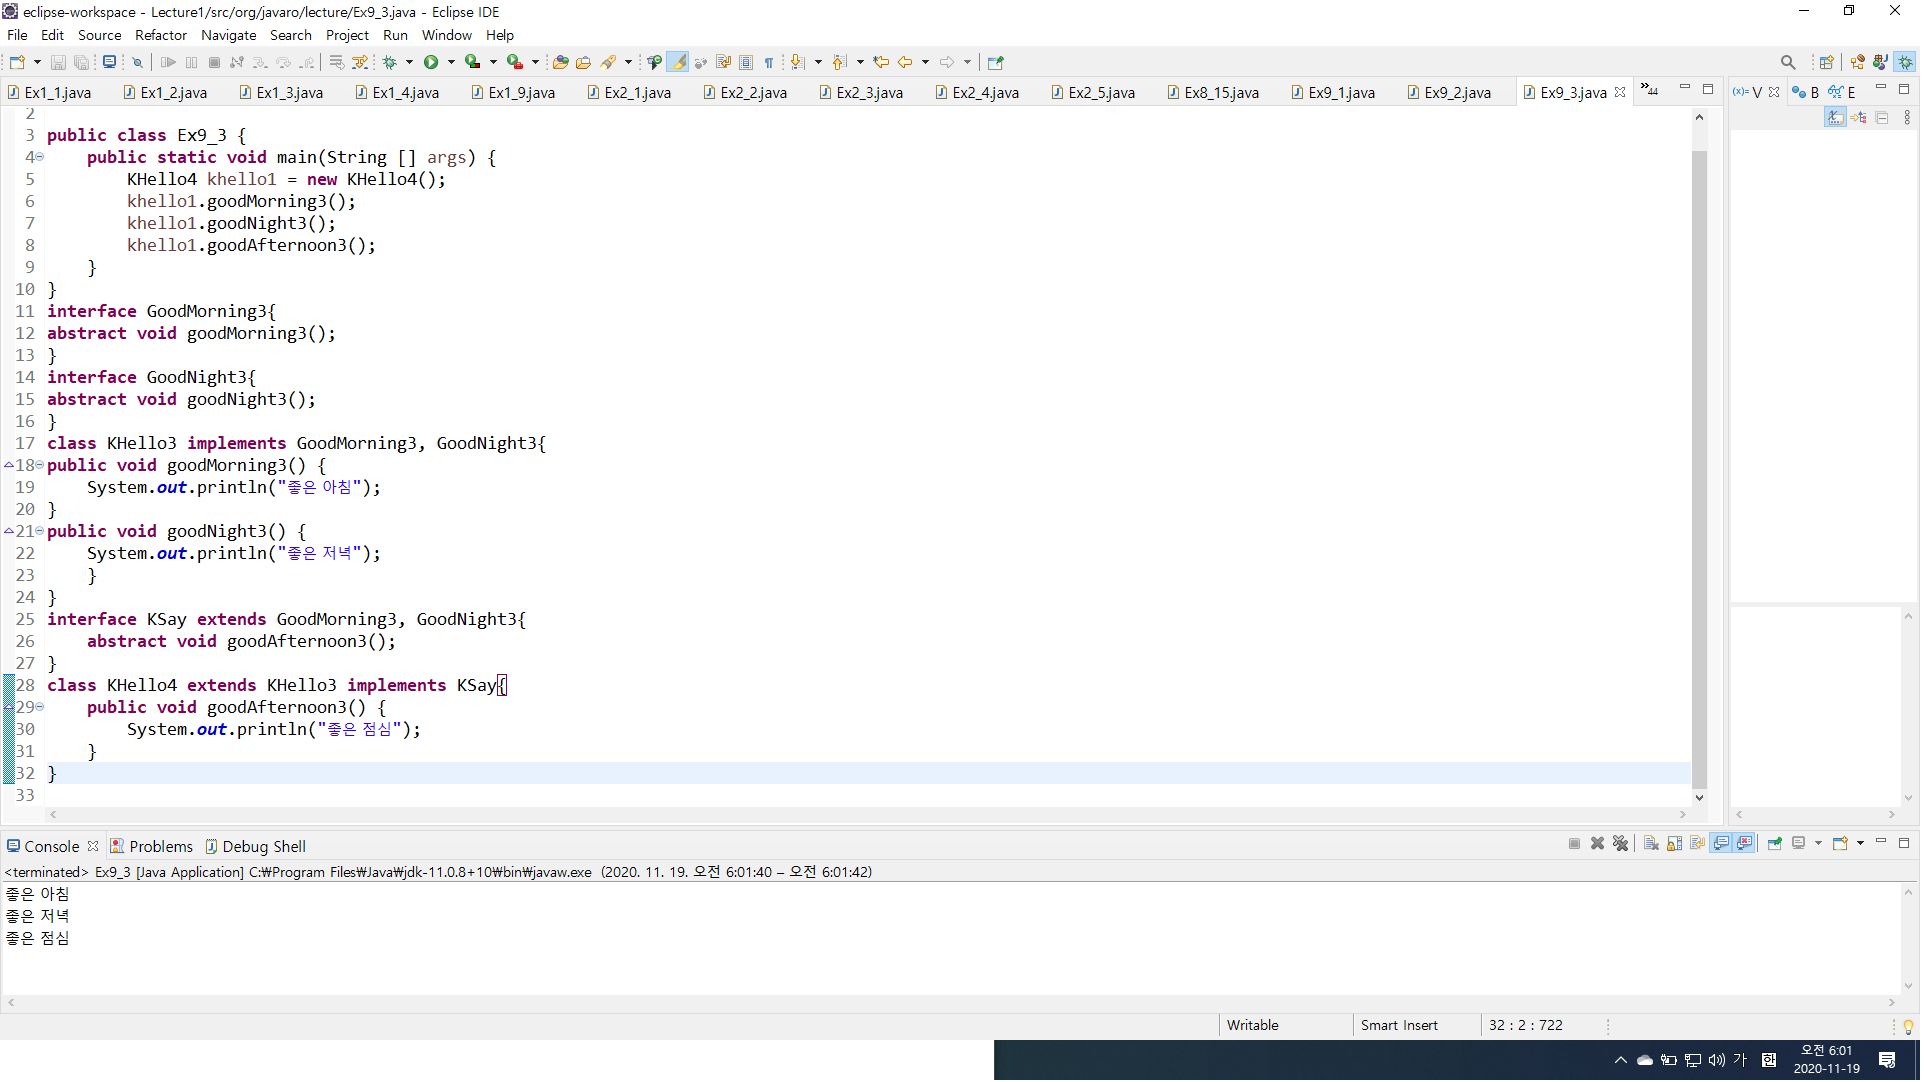 eclipse-workspace - Lecture1/src/org/javaro/lecture/Ex9_3.java - Eclipse IDE
File Edit Source Refactor Navigate Search Project Run Window Help
Ex1_1.java Ex1_2.java Ex1_3.java Ex1_4.java Ex1_9.java Ex2_1.java Ex2_2.java Ex2_3.java Ex2_4.java Ex2_5.java Ex8_15.java Ex9_1.java Ex9_2.java Ex9_3.java »44 (x)= V B E
2
3 public class Ex9_3 {
4 public static void main(String [] args) {
5 KHello4 khello1 = new KHello4();
6 khello1.goodMorning3();
7 khello1.goodNight3();
8 khello1.goodAfternoon3();
9 }
10 }
11 interface GoodMorning3{
12 abstract void goodMorning3();
13 }
14 interface GoodNight3{
15 abstract void goodNight3();
16 }
17 class KHello3 implements GoodMorning3, GoodNight3{
18 public void goodMorning3() {
19 System.out.println("좋은 아침");
20 }
21 public void goodNight3() {
22 System.out.println("좋은 저녁");
23 }
24 }
25 interface KSay extends GoodMorning3, GoodNight3{
26 abstract void goodAfternoon3();
27 }
28 class KHello4 extends KHello3 implements KSay{
29 public void goodAfternoon3() {
30 System.out.println("좋은 점심");
31 }
32 }
33
Console Problems Debug Shell
<terminated> Ex9_3 [Java Application] C:₩Program Files₩Java₩jdk-11.0.8+10₩bin₩javaw.exe (2020. 11. 19. 오전 6:01:40 – 오전 6:01:42)
좋은 아침
좋은 저녁
좋은 점심
Writable Smart Insert 32 : 2 : 722
가 한 오전 6:01
2020-11-19